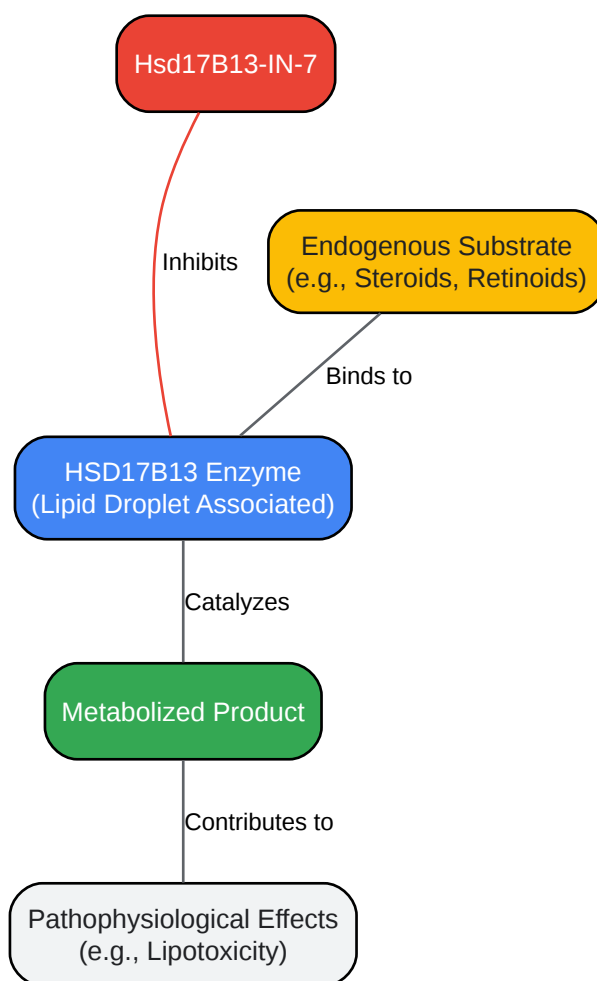 Hsd17B13-IN-7
Endogenous Substrate
(e.g., Steroids, Retinoids)
Inhibits
Binds to
HSD17B13 Enzyme
(Lipid Droplet Associated)
Catalyzes
Metabolized Product
Contributes to
Pathophysiological Effects
(e.g., Lipotoxicity)